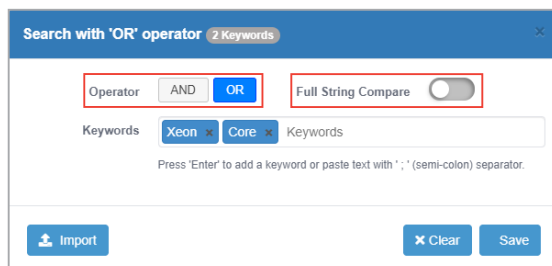 Search with 'OR' operator 2 Keywords ×
Operator AND OR Full String Compare
Keywords Xeon × Core × Keywords
Press 'Enter' to add a keyword or paste text with ' ; ' (semi-colon) separator.
Import × Clear Save